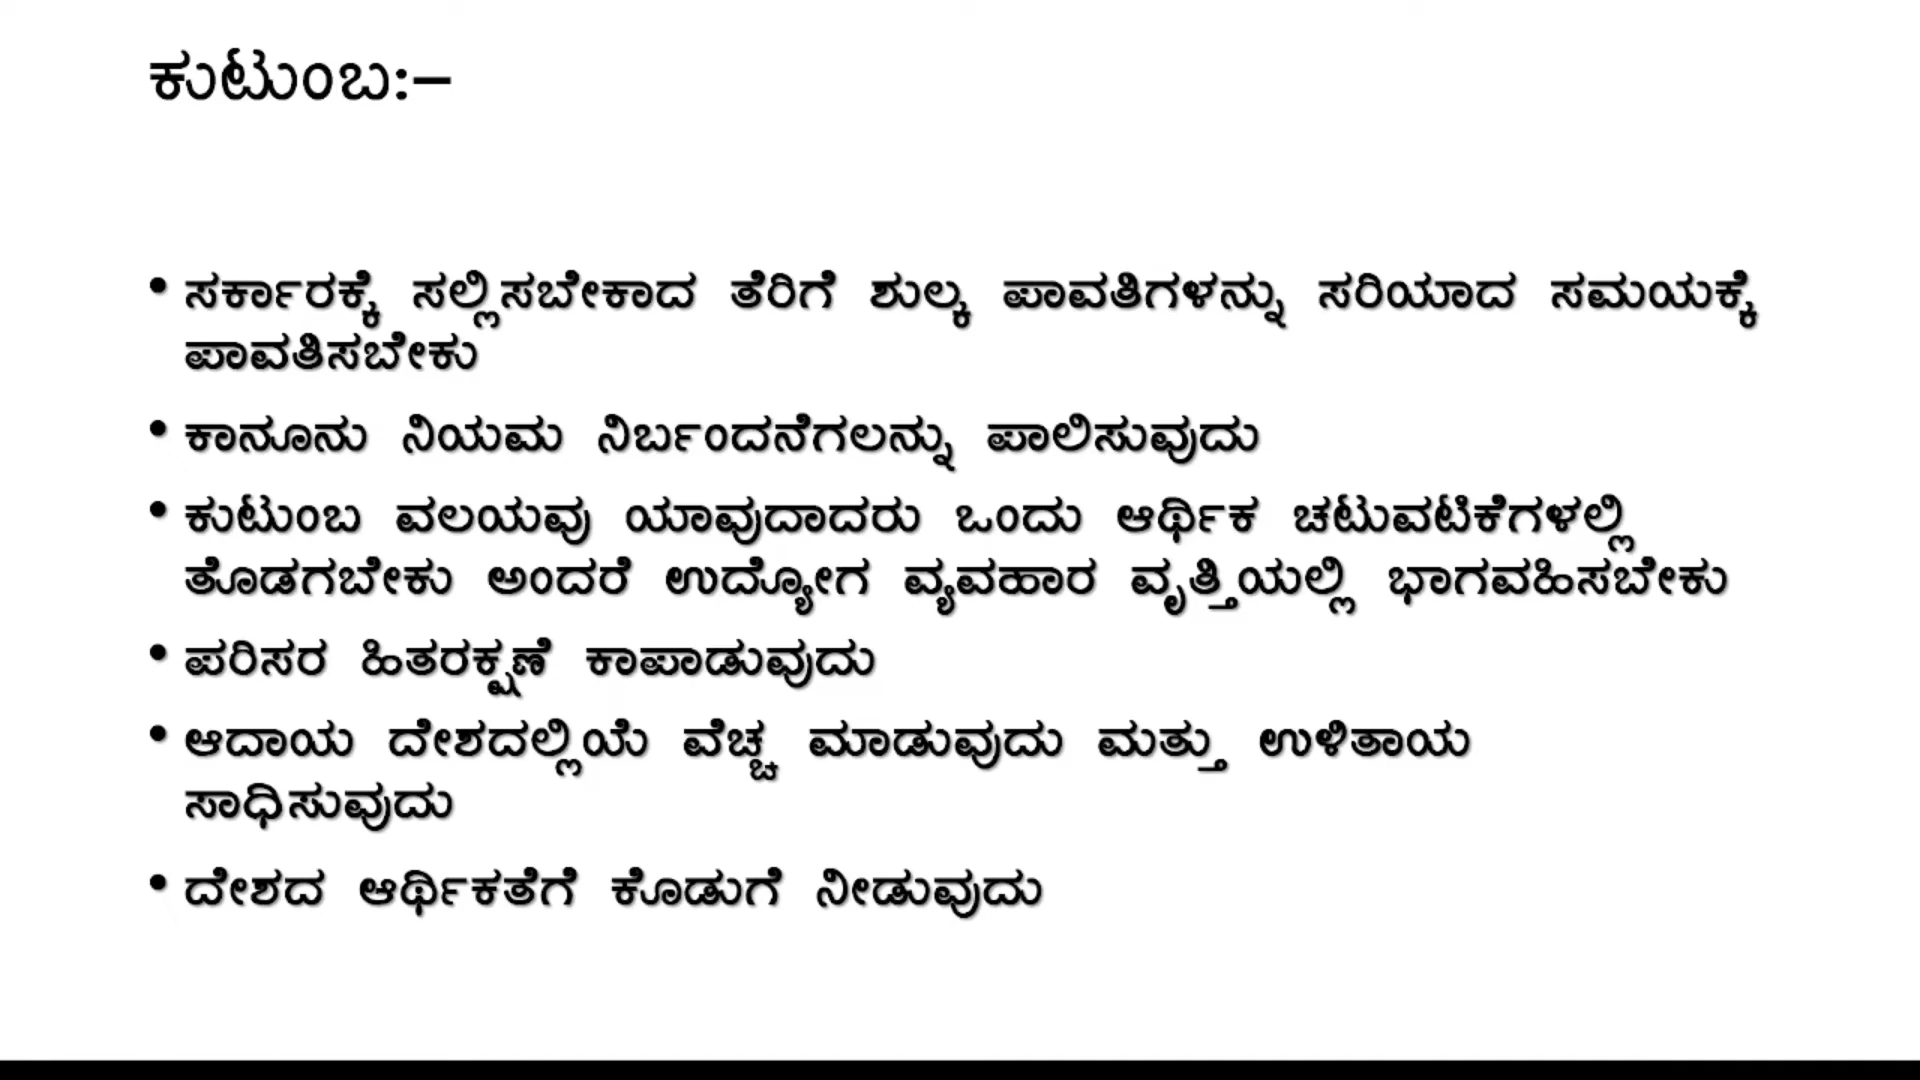 ಕುಟುಂಬ:–
• ಸರ್ಕಾರಕ್ಕೆ ಸಲ್ಲಿಸಬೇಕಾದ ತೆರಿಗೆ ಶುಲ್ಕ ಪಾವತಿಗಳನ್ನು ಸರಿಯಾದ ಸಮಯಕ್ಕೆ
ಪಾವತಿಸಬೇಕು
• ಕಾನೂನು ನಿಯಮ ನಿರ್ಬಂದನೆಗಲನ್ನು ಪಾಲಿಸುವುದು
• ಕುಟುಂಬ ವಲಯವು ಯಾವುದಾದರು ಒಂದು ಆರ್ಥಿಕ ಚಟುವಟಿಕೆಗಳಲ್ಲಿ
ತೊಡಗಬೇಕು ಅಂದರೆ ಉದ್ಯೋಗ ವ್ಯವಹಾರ ವೃತ್ತಿಯಲ್ಲಿ ಭಾಗವಹಿಸಬೇಕು
• ಪರಿಸರ ಹಿತರಕ್ಷಣೆ ಕಾಪಾಡುವುದು
• ಆದಾಯ ದೇಶದಲ್ಲಿಯೆ ವೆಚ್ಚ ಮಾಡುವುದು ಮತ್ತು ಉಳಿತಾಯ
ಸಾಧಿಸುವುದು
• ದೇಶದ ಆರ್ಥಿಕತೆಗೆ ಕೊಡುಗೆ ನೀಡುವುದು